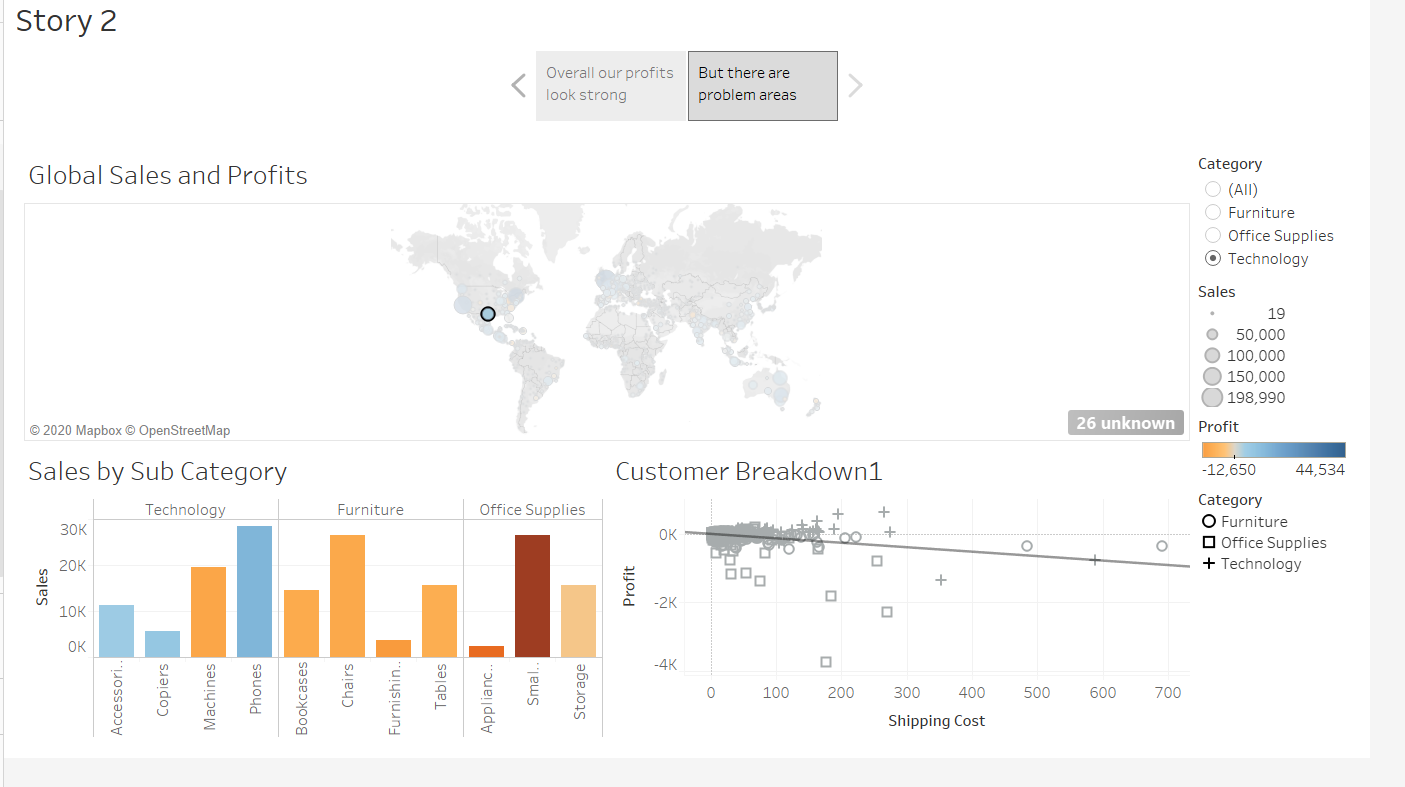 Story 2
Overall our profits
look strong
But there are
problem areas
Global Sales and Profits
© 2020 Mapbox © OpenStreetMap
26 unknown
Category
(All)
Furniture
Office Supplies
Technology
Sales
19
50,000
100,000
150,000
198,990
Profit
-12,650 44,534
Category
Furniture
Office Supplies
Technology
Sales by Sub Category
Technology Furniture Office Supplies
30K
20K
10K
0K
Sales
Accessori.. Copiers Machines Phones Bookcases Chairs Furnishin.. Tables Applianc.. Smal.. Storage
Customer Breakdown1
0K
-2K
-4K
Profit
0 100 200 300 400 500 600 700
Shipping Cost